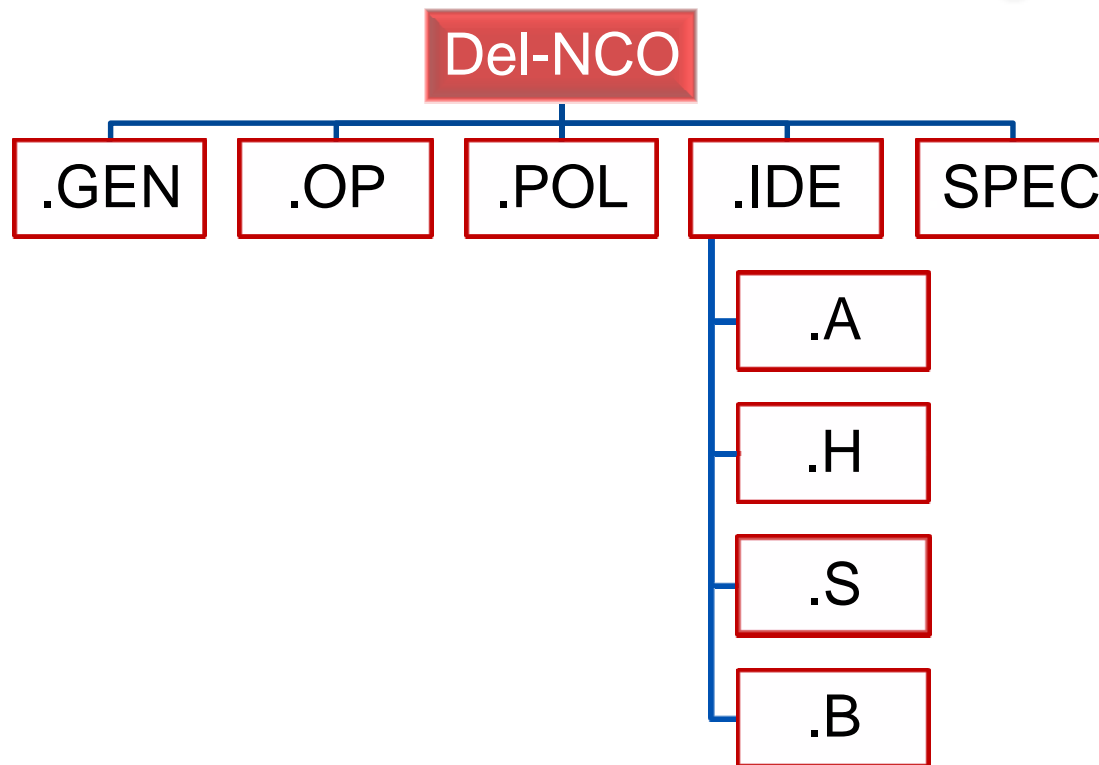 Del-NCO
.GEN
.OP
.POL
.IDE
SPEC
.A
.H
.S
.B